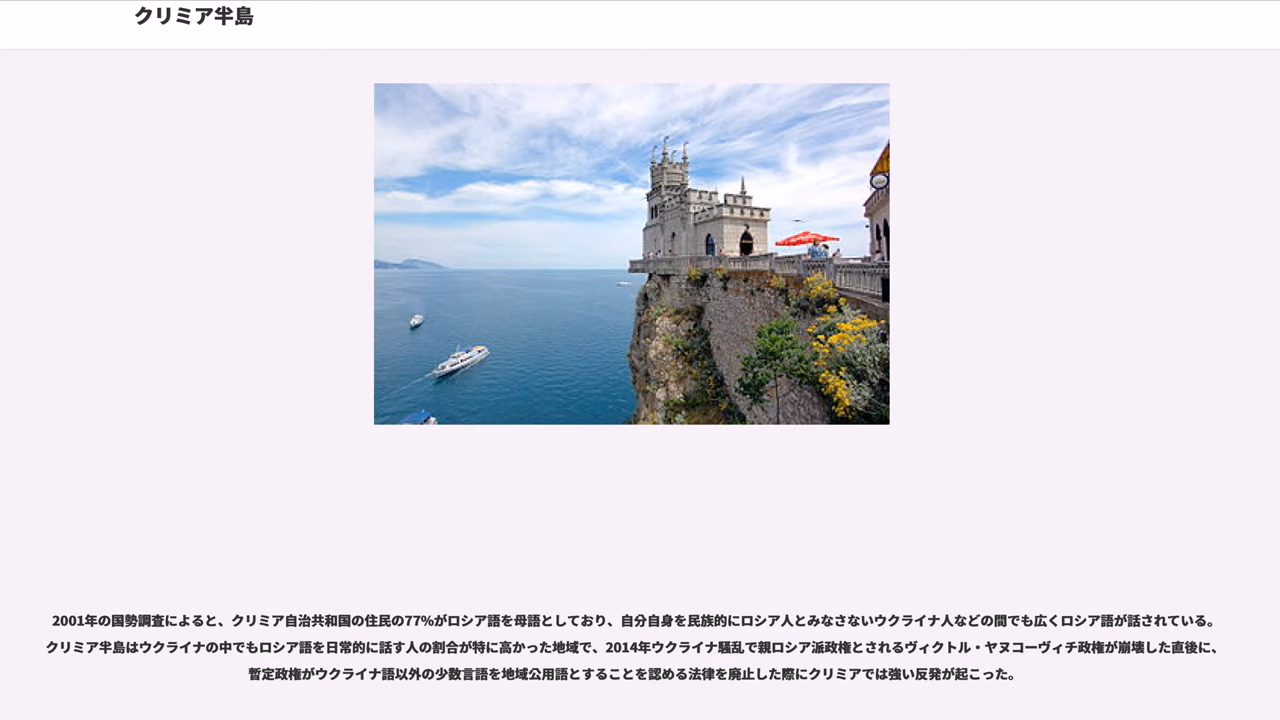 クリミア半島
2001年の国勢調査によると、クリミア自治共和国の住民の77%がロシア語を母語としており、自分自身を民族的にロシア人とみなさないウクライナ人などの間でも広くロシア語が話されている。
クリミア半島はウクライナの中でもロシア語を日常的に話す人の割合が特に高かった地域で、2014年ウクライナ騒乱で親ロシア派政権とされるヴィクトル・ヤヌコーヴィチ政権が崩壊した直後に、
暫定政権がウクライナ語以外の少数言語を地域公用語とすることを認める法律を廃止した際にクリミアでは強い反発が起こった。